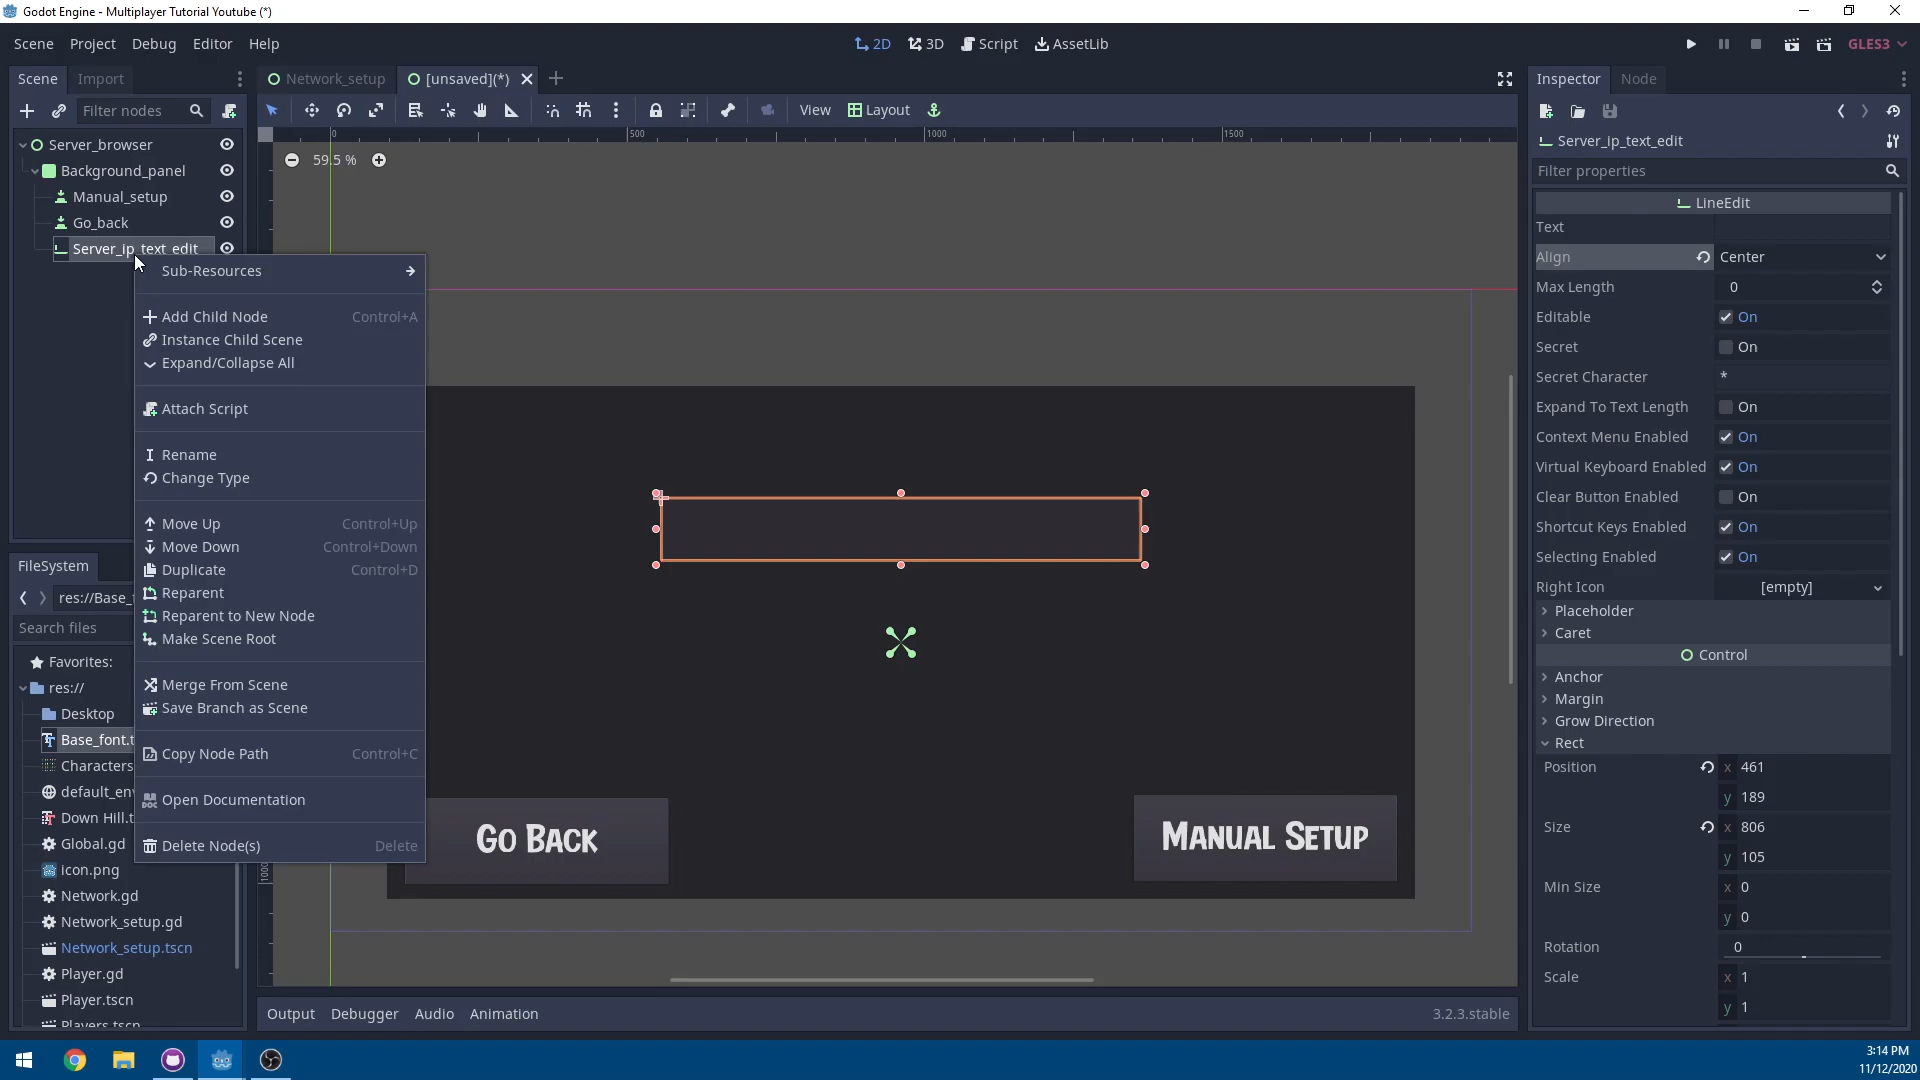 Godot Engine - Multiplayer Tutorial Youtube (*)
Scene Project Debug Editor Help
2D 3D Script AssetLib
GLES3
Scene Import
Network_setup [unsaved](*)
Inspector Node
Filter nodes
View Layout
Server_browser
Background_panel
Manual_setup
Go_back
Server_ip_text_edit
0 500 1000 1500
59.5 %
Sub-Resources
Add Child Node Control+A
Instance Child Scene
Expand/Collapse All
Attach Script
Rename
Change Type
Move Up Control+Up
Move Down Control+Down
Duplicate Control+D
Reparent
Reparent to New Node
Make Scene Root
Merge From Scene
Save Branch as Scene
Copy Node Path Control+C
Open Documentation
Delete Node(s) Delete
FileSystem
res://Base_f
Search files
Favorites:
res://
Desktop
Base_font.t
Characters
default_env
Down Hill.t
Global.gd
icon.png
Network.gd
Network_setup.gd
Network_setup.tscn
Player.gd
Player.tscn
Players.tscn
Go Back
Manual Setup
1000
Output Debugger Audio Animation
3.2.3.stable
Server_ip_text_edit
Filter properties
LineEdit
Text
Align Center
Max Length 0
Editable On
Secret On
Secret Character *
Expand To Text Length On
Context Menu Enabled On
Virtual Keyboard Enabled On
Clear Button Enabled On
Shortcut Keys Enabled On
Selecting Enabled On
Right Icon [empty]
Placeholder
Caret
Control
Anchor
Margin
Grow Direction
Rect
Position x 461
y 189
Size x 806
y 105
Min Size x 0
y 0
Rotation 0
Scale x 1
y 1
3:14 PM
11/12/2020